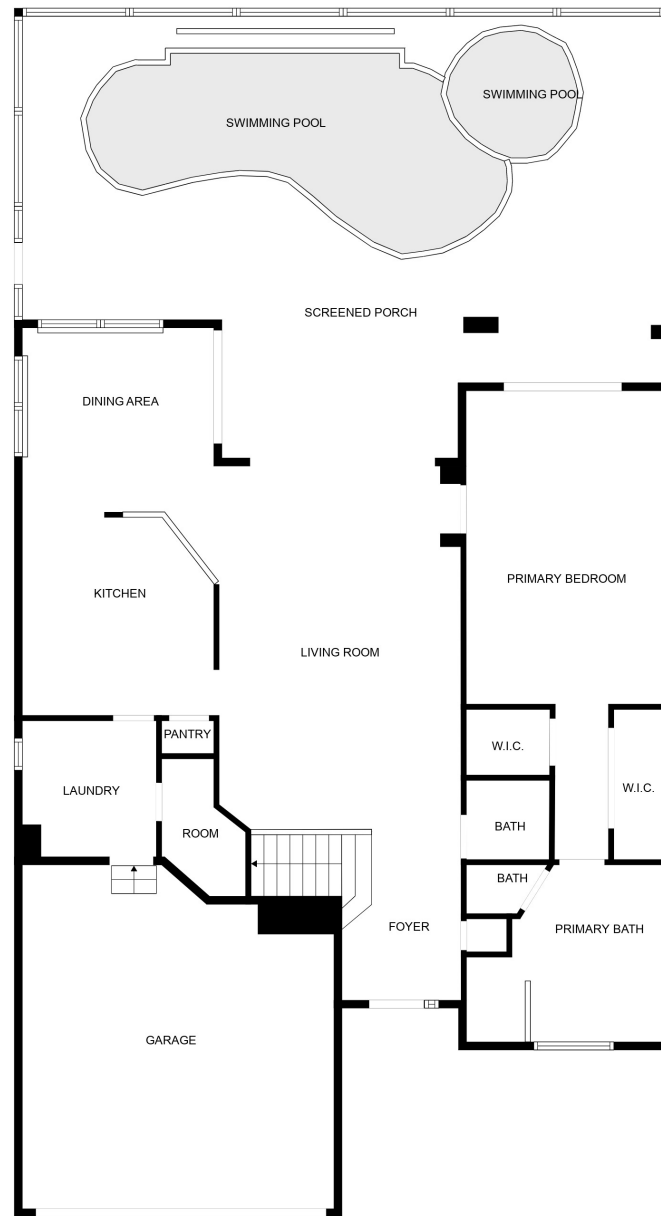 SWIMMING POOL
SWIMMING POOL
SCREENED PORCH
DINING AREA
PRIMARY BEDROOM
KITCHEN
LIVING ROOM
PANTRY
W.I.C.
W.I.C.
LAUNDRY
ROOM
BATH
BATH
FOYER
PRIMARY BATH
GARAGE